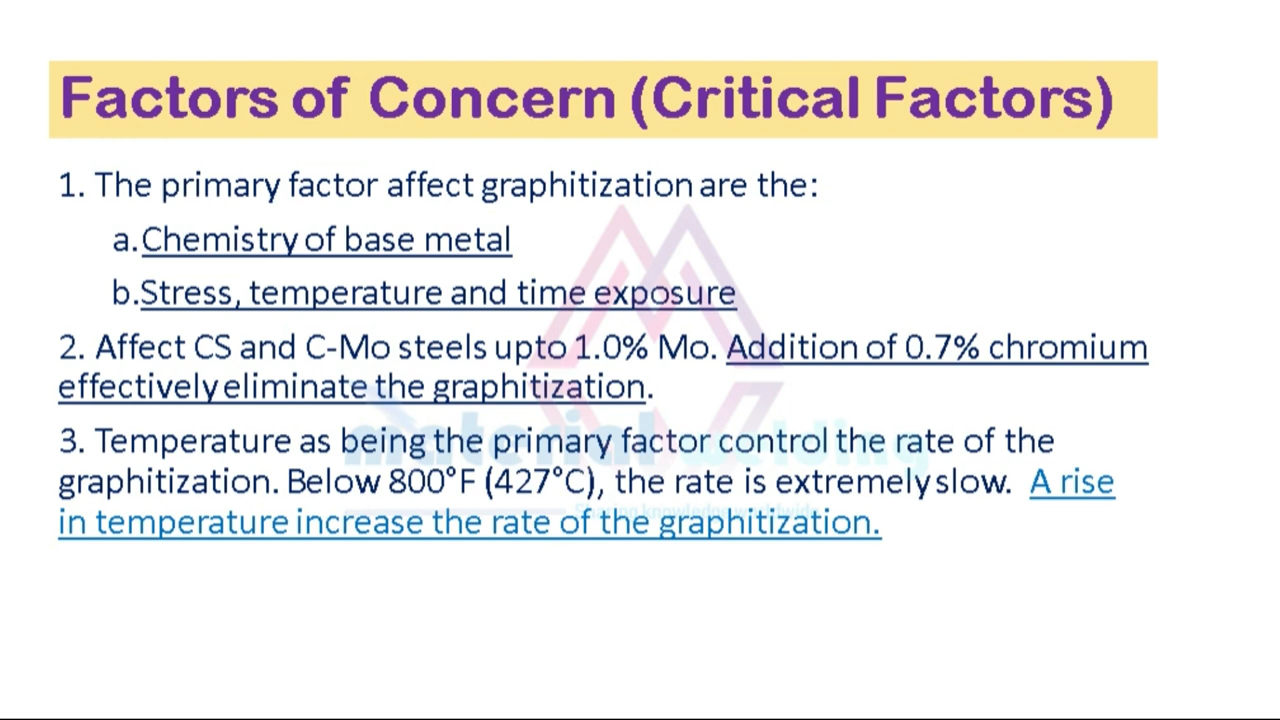 Factors of Concern (Critical Factors)
1. The primary factor affect graphitization are the:
a.Chemistry of base metal
b.Stress, temperature and time exposure
2. Affect CS and C-Mo steels upto 1.0% Mo. Addition of 0.7% chromium
effectively eliminate the graphitization.
3. Temperature as being the primary factor control the rate of the
graphitization. Below 800°F (427°C), the rate is extremely slow. A rise
in temperature increase the rate of the graphitization.
material welding